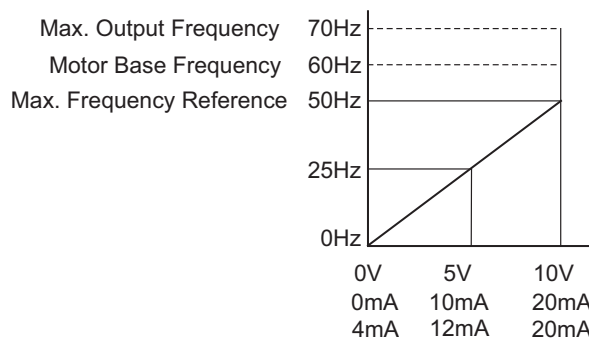 Max. Output Frequency 70Hz
Motor Base Frequency 60Hz
Max. Frequency Reference 50Hz
25Hz
0Hz
0V 5V 10V
0mA 10mA 20mA
4mA 12mA 20mA